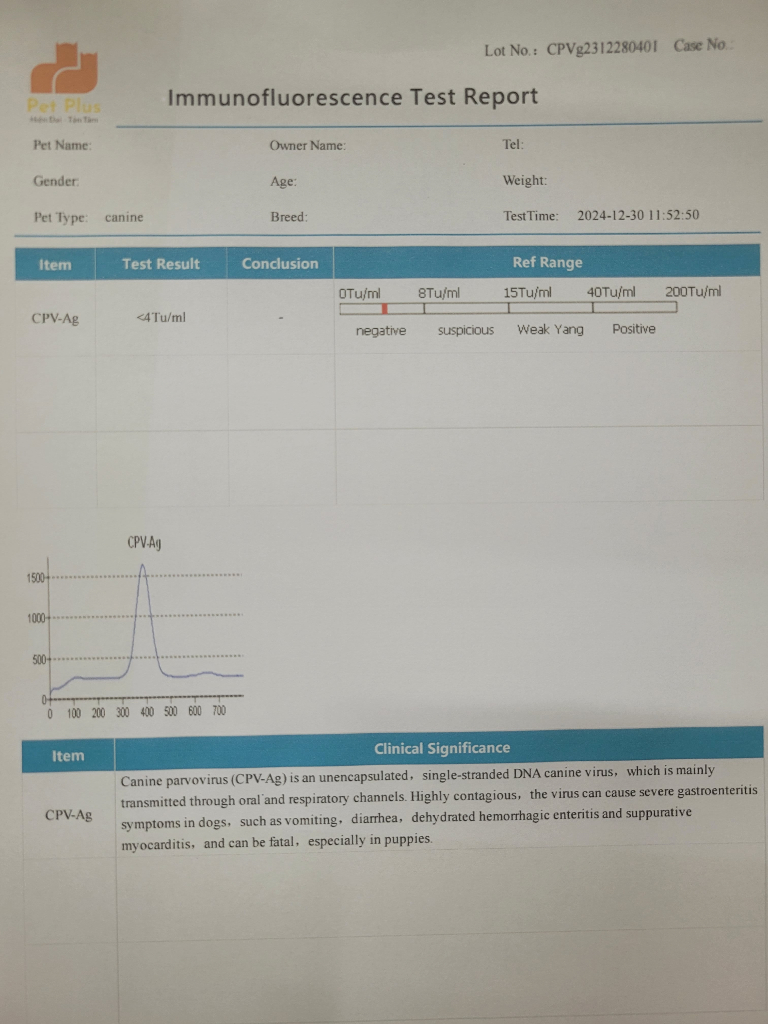 Lot No.: CPVg2312280401 Case No.:
Pet Plus
Hiện Đại - Tận Tâm
Immunofluorescence Test Report
Pet Name: Owner Name: Tel:
Gender: Age: Weight:
Pet Type: canine Breed: TestTime: 2024-12-30 11:52:50
Item Test Result Conclusion Ref Range
0Tu/ml 8Tu/ml 15Tu/ml 40Tu/ml 200Tu/ml
CPV-Ag <4Tu/ml -
negative suspicious Weak Yang Positive
CPV-Ag
1500
1000
500
0
0 100 200 300 400 500 600 700
Item Clinical Significance
CPV-Ag
Canine parvovirus (CPV-Ag) is an unencapsulated, single-stranded DNA canine virus, which is mainly
transmitted through oral and respiratory channels. Highly contagious, the virus can cause severe gastroenteritis
symptoms in dogs, such as vomiting, diarrhea, dehydrated hemorrhagic enteritis and suppurative
myocarditis, and can be fatal, especially in puppies.